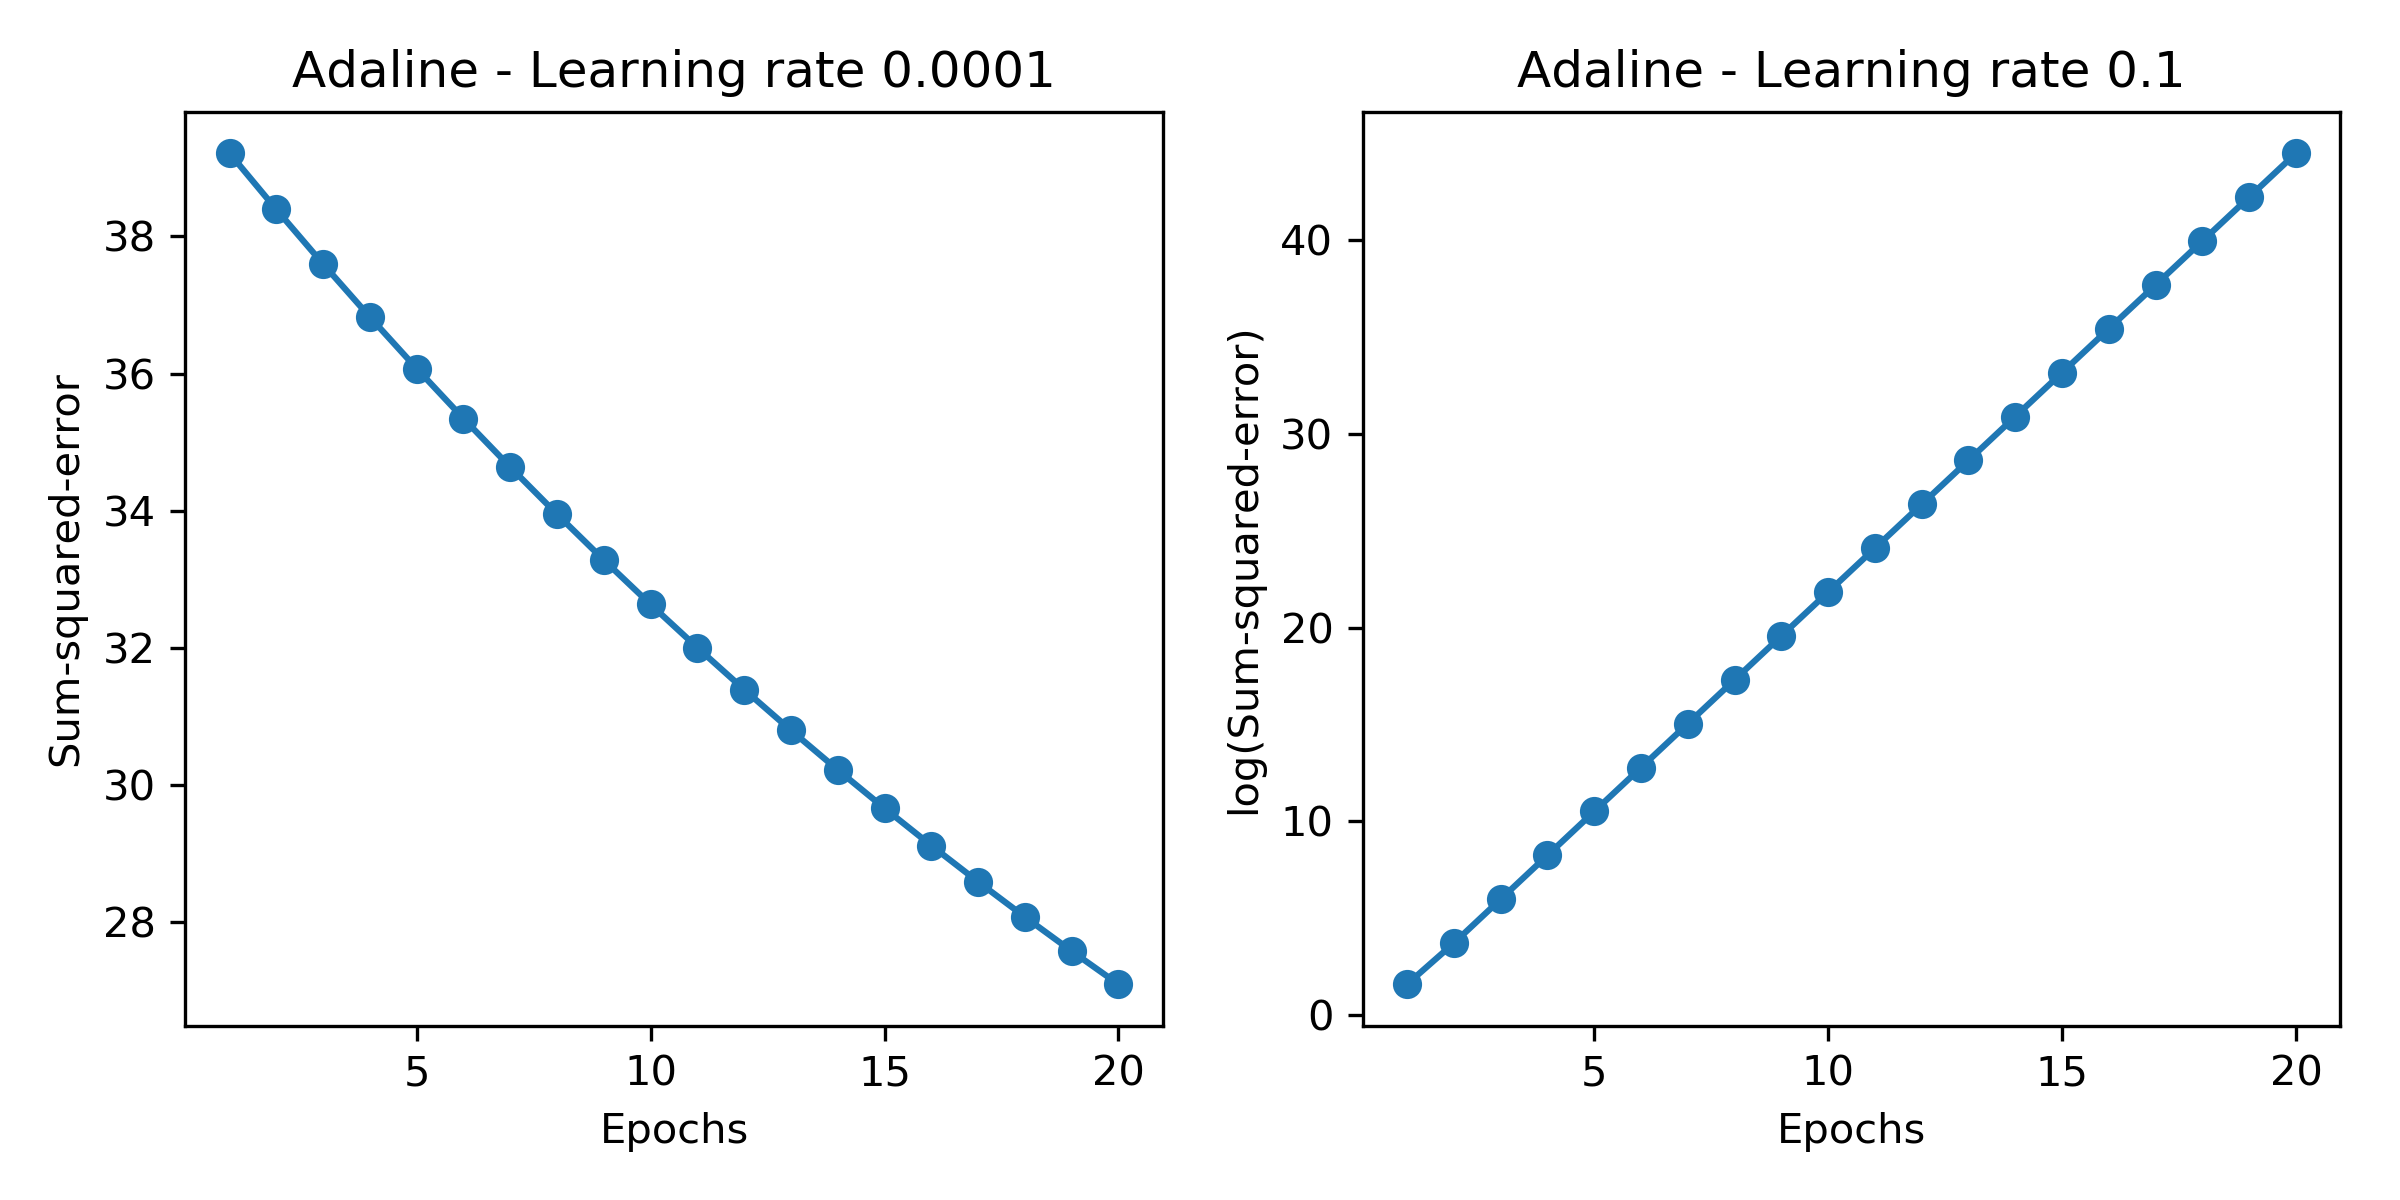 Adaline - Learning rate 0.0001
Sum-squared-error
38
36
34
32
30
28
5 10 15 20
Epochs
Adaline - Learning rate 0.1
log(Sum-squared-error)
40
30
20
10
0
5 10 15 20
Epochs